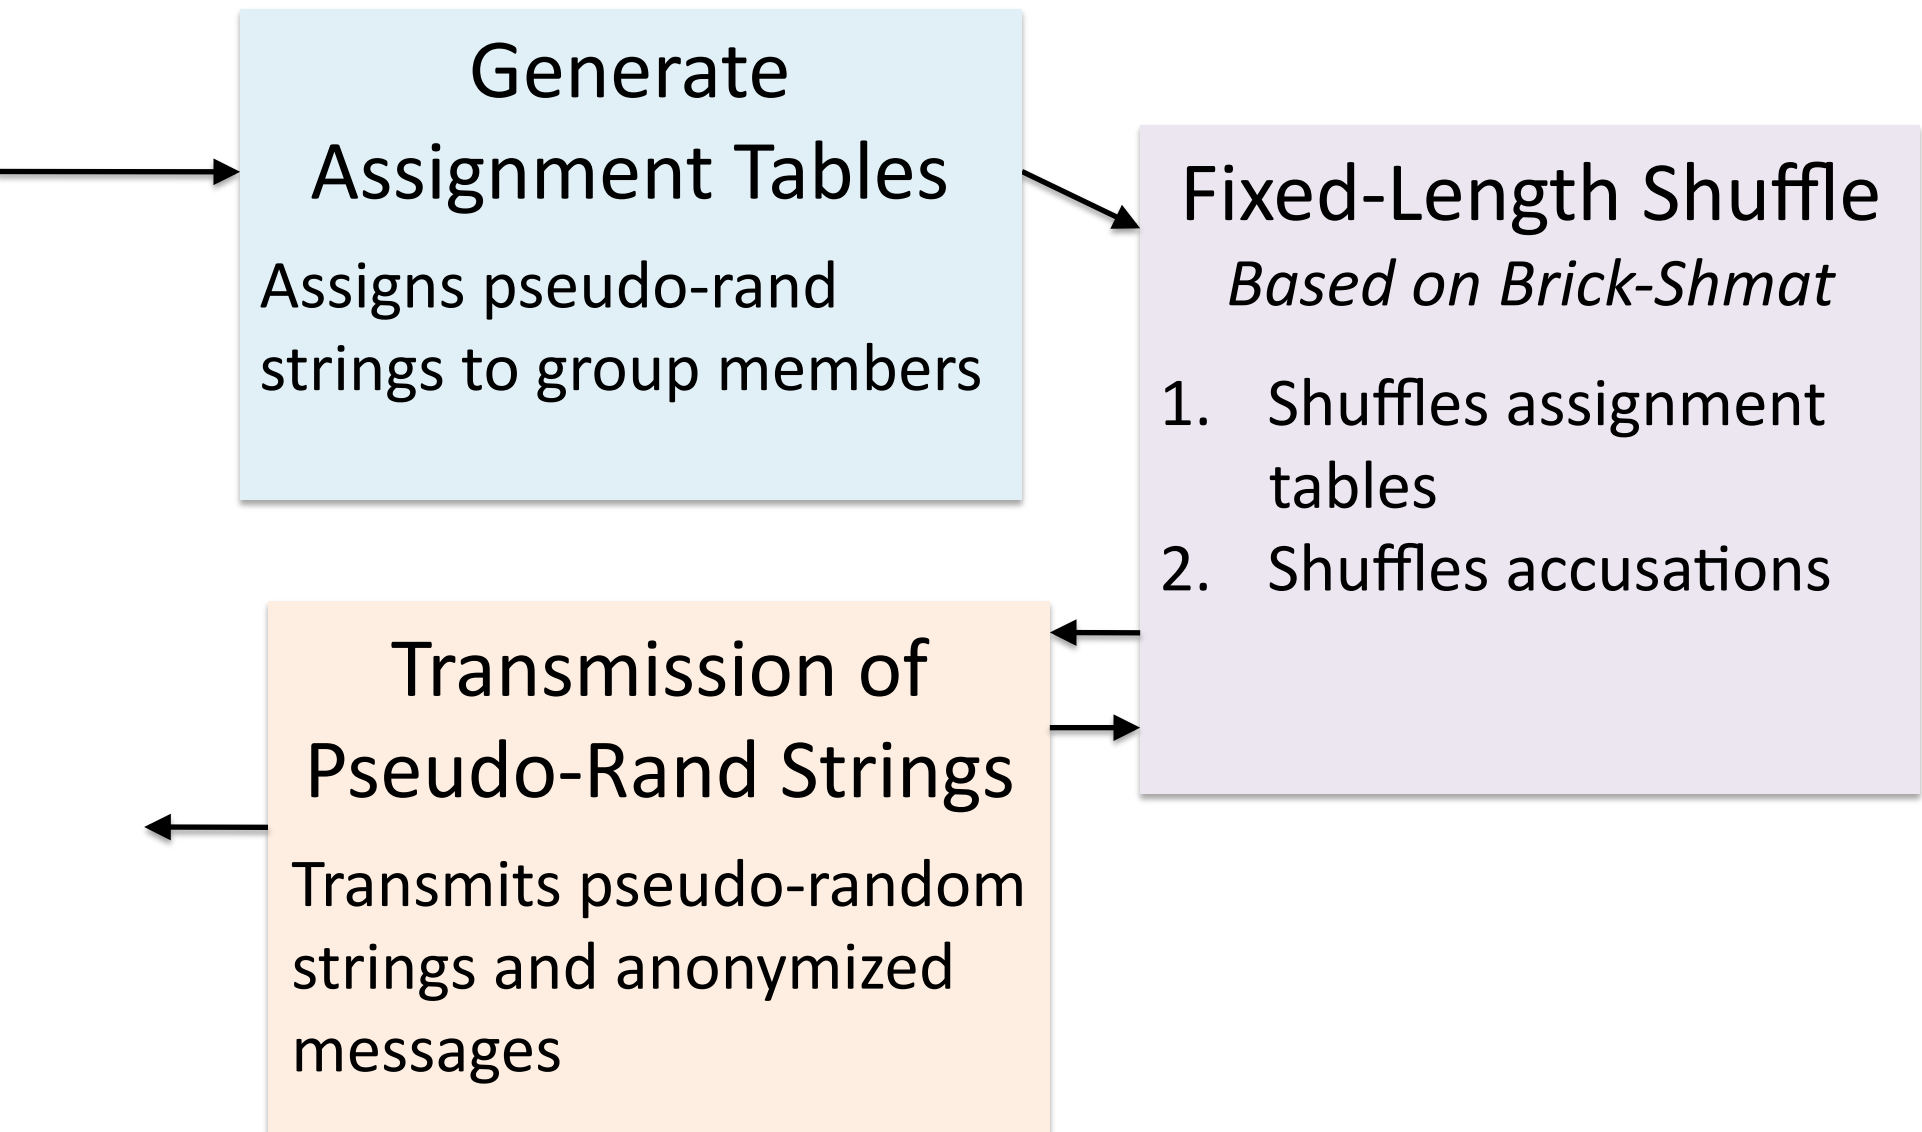 Generate
Assignment Tables
Assigns pseudo-rand
strings to group members
Fixed-Length Shuffle
Based on Brick-Shmat
1. Shuffles assignment
tables
2. Shuffles accusations
Transmission of
Pseudo-Rand Strings
Transmits pseudo-random
strings and anonymized
messages